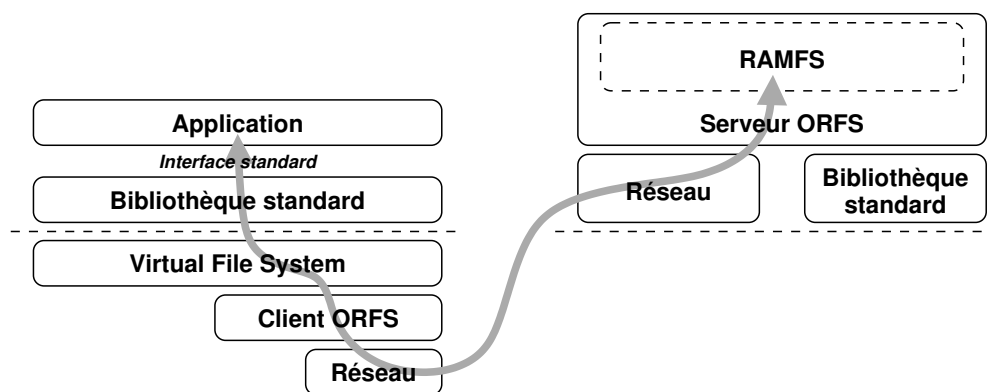 RAMFS
Serveur ORFS
Réseau
Bibliothèque
standard
Application
Interface standard
Bibliothèque standard
Virtual File System
Client ORFS
Réseau